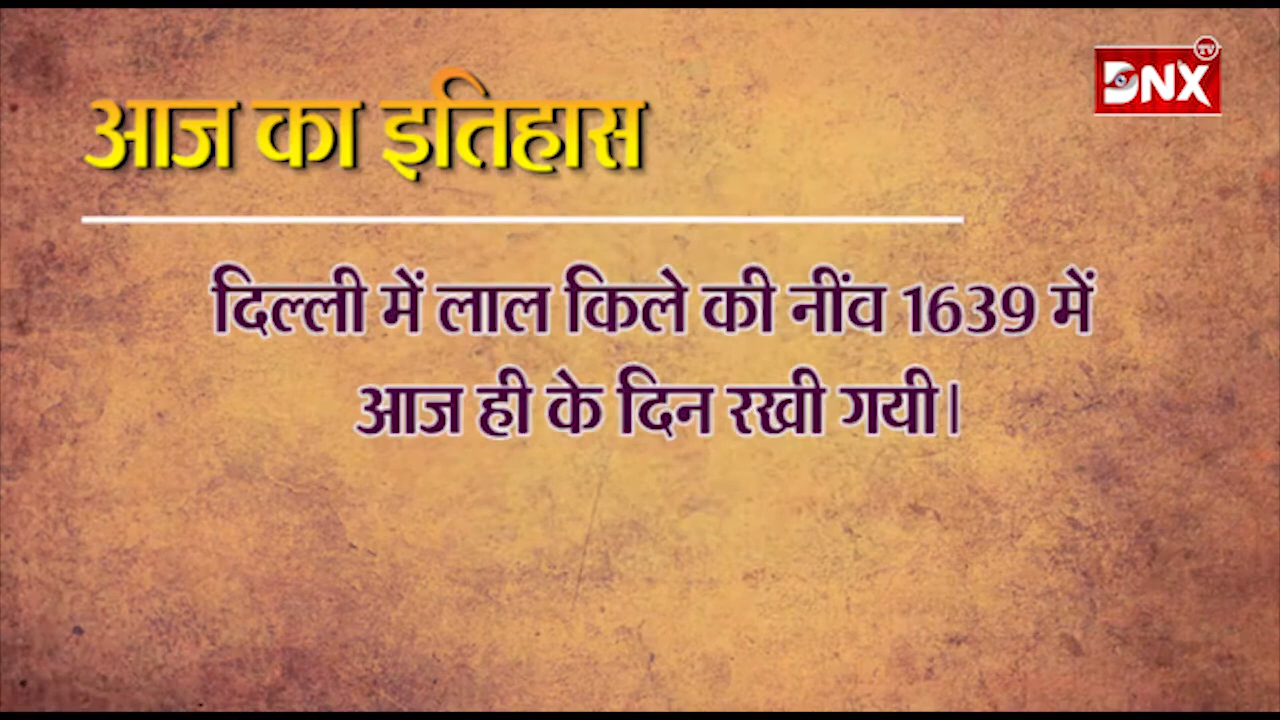 आज का इतिहास
DNX TV
दिल्ली में लाल किले की नींव 1639 में
आज ही के दिन रखी गयी।